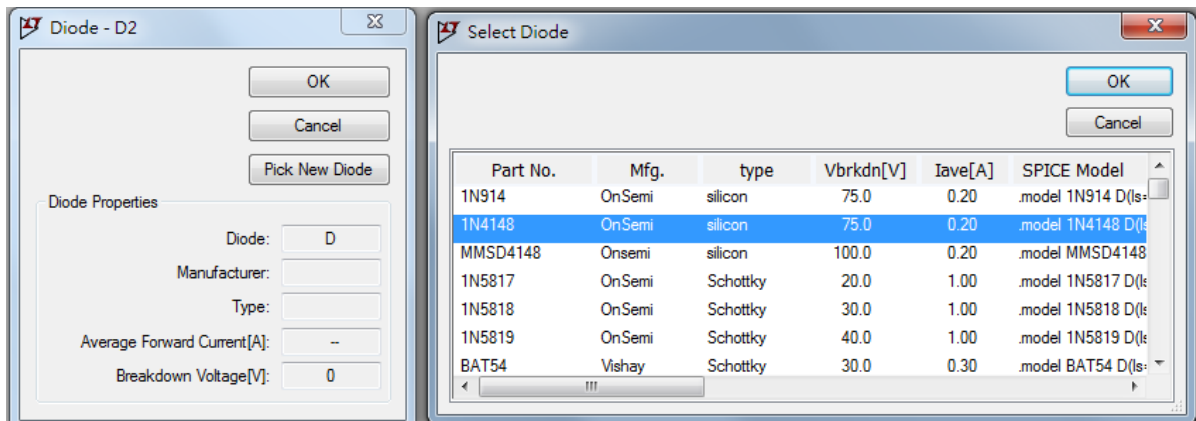 Diode - D2
OK
Cancel
Pick New Diode
Diode Properties
Diode: D
Manufacturer:
Type:
Average Forward Current[A]: --
Breakdown Voltage[V]: 0
Select Diode
OK
Cancel
Part No. Mfg. type Vbrkdn[V] Iave[A] SPICE Model
1N914 OnSemi silicon 75.0 0.20 .model 1N914 D(Is=
1N4148 OnSemi silicon 75.0 0.20 .model 1N4148 D(Is
MMSD4148 Onsemi silicon 100.0 0.20 .model MMSD4148
1N5817 OnSemi Schottky 20.0 1.00 .model 1N5817 D(Is
1N5818 OnSemi Schottky 30.0 1.00 .model 1N5818 D(Is
1N5819 OnSemi Schottky 40.0 1.00 .model 1N5819 D(Is
BAT54 Vishay Schottky 30.0 0.30 .model BAT54 D(Is=